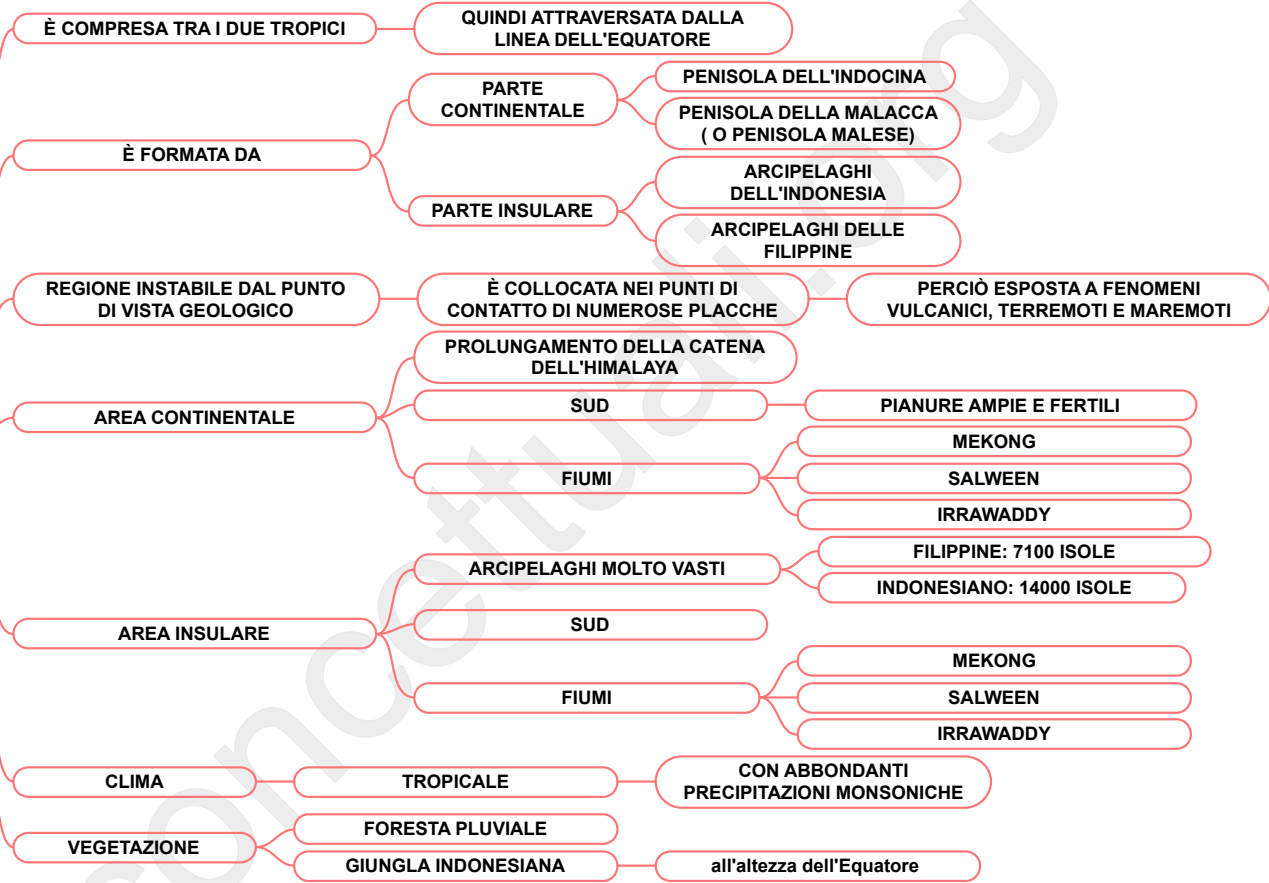 È COMPRESA TRA I DUE TROPICI
QUINDI ATTRAVERSATA DALLA
LINEA DELL'EQUATORE
È FORMATA DA
PARTE
CONTINENTALE
PENISOLA DELL'INDOCINA
PENISOLA DELLA MALACCA
( O PENISOLA MALESE)
PARTE INSULARE
ARCIPELAGHI
DELL'INDONESIA
ARCIPELAGHI DELLE
FILIPPINE
REGIONE INSTABILE DAL PUNTO
DI VISTA GEOLOGICO
È COLLOCATA NEI PUNTI DI
CONTATTO DI NUMEROSE PLACCHE
PERCIÒ ESPOSTA A FENOMENI
VULCANICI, TERREMOTI E MAREMOTI
AREA CONTINENTALE
PROLUNGAMENTO DELLA CATENA
DELL'HIMALAYA
SUD
PIANURE AMPIE E FERTILI
FIUMI
MEKONG
SALWEEN
IRRAWADDY
AREA INSULARE
ARCIPELAGHI MOLTO VASTI
FILIPPINE: 7100 ISOLE
INDONESIANO: 14000 ISOLE
SUD
FIUMI
MEKONG
SALWEEN
IRRAWADDY
CLIMA
TROPICALE
CON ABBONDANTI
PRECIPITAZIONI MONSONICHE
VEGETAZIONE
FORESTA PLUVIALE
GIUNGLA INDONESIANA
all'altezza dell'Equatore
concettuali.org